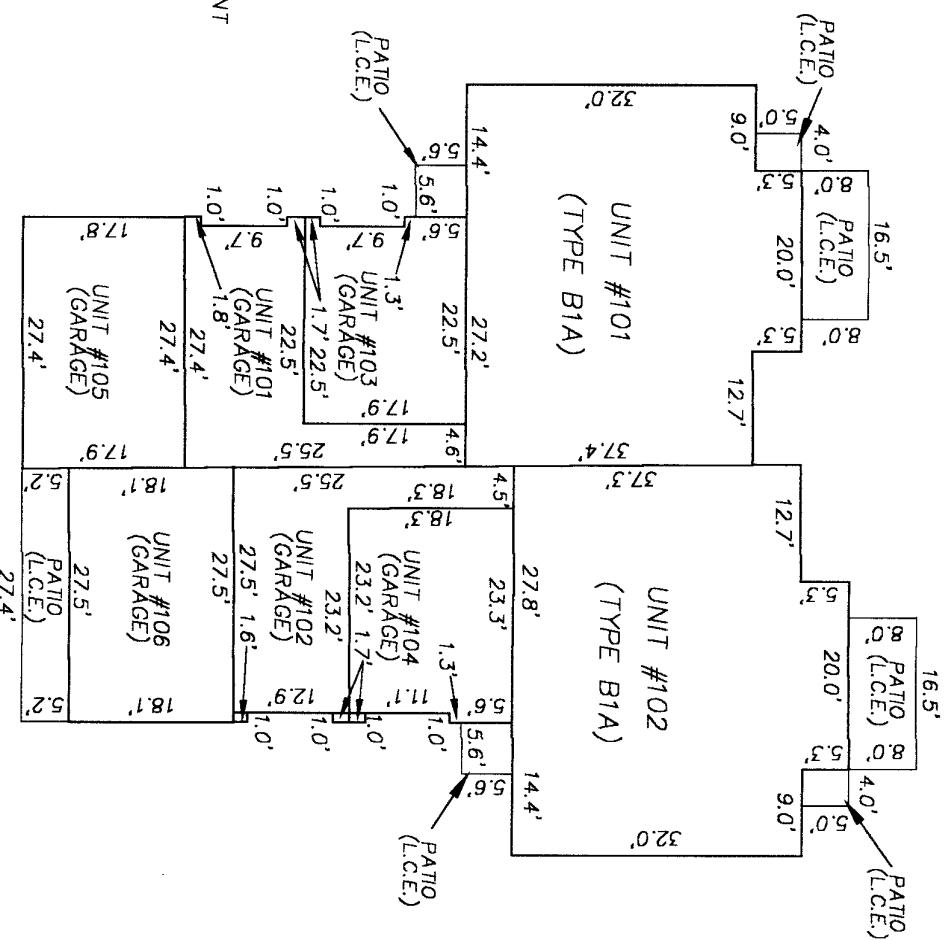 NT
PATIO
(L.C.E.)
PATIO
(L.C.E.)
32.0'
9.0'
5.0'
4.0'
5.3'
8.0'
PATIO
(L.C.E.)
16.5'
8.0'
20.0'
5.3'
12.7'
UNIT #101
(TYPE B1A)
37.4'
14.4'
5.6'
5.6'
5.6'
27.2'
22.5'
4.6'
1.0'
9.7'
1.0'
1.0'
9.7'
1.0'
1.3'
UNIT #103
(GARAGE)
1.7'
22.5'
17.9'
17.9'
22.5'
UNIT #101
(GARAGE)
1.8'
25.5'
27.4'
27.4'
17.8'
UNIT #105
(GARAGE)
27.4'
17.9'
37.3'
12.7'
5.3'
20.0'
8.0'
PATIO
(L.C.E.)
16.5'
8.0'
5.3'
4.0'
5.0'
9.0'
UNIT #102
(TYPE B1A)
32.0'
PATIO
(L.C.E.)
4.5'
27.8'
14.4'
23.3'
5.6'
5.6'
5.6'
PATIO
(L.C.E.)
25.5'
18.3'
18.3'
UNIT #104
(GARAGE)
23.2'
1.7'
1.3'
11.1'
1.0'
1.0'
23.2'
UNIT #102
(GARAGE)
12.9'
1.0'
1.0'
27.5'
1.6'
27.5'
18.1'
UNIT #106
(GARAGE)
18.1'
27.5'
5.2'
PATIO
(L.C.E.)
5.2'
27.4'